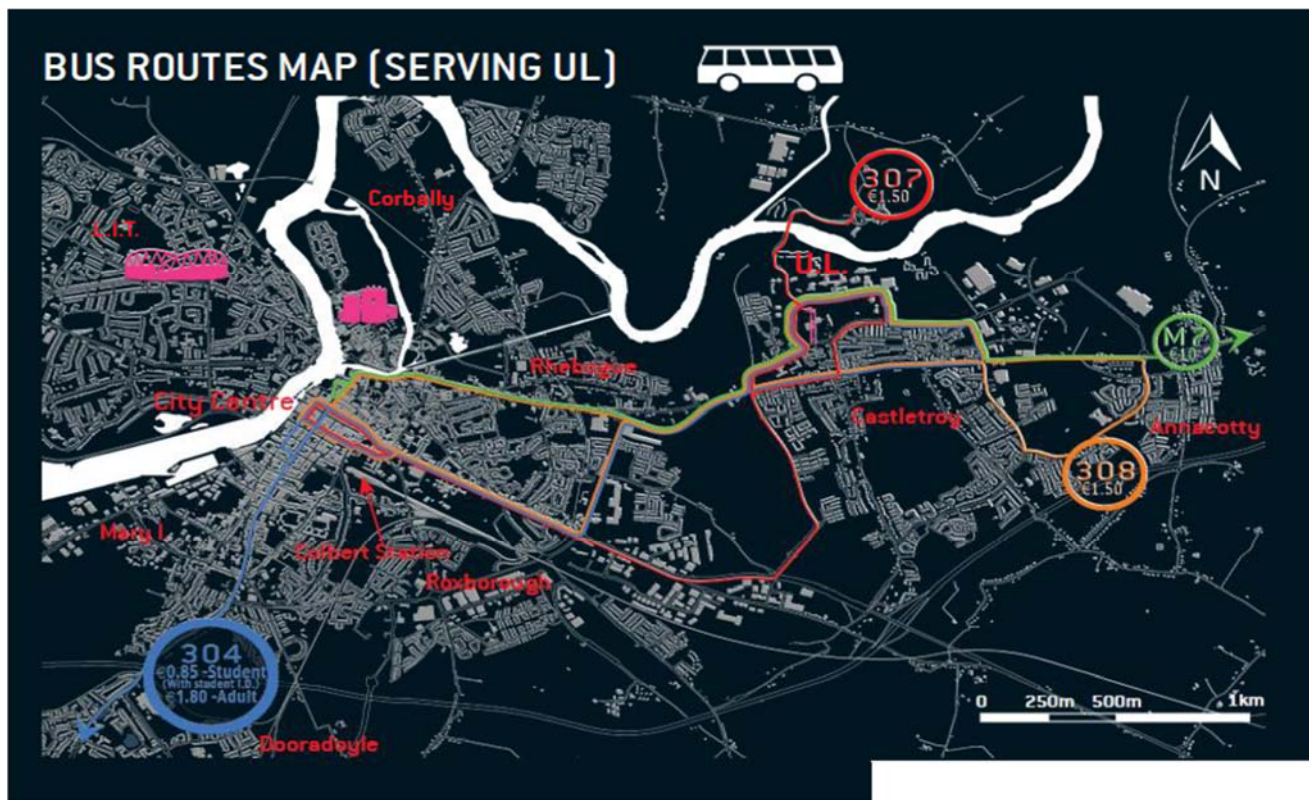 BUS ROUTES MAP (SERVING UL)
307
€1.50
N
Corbally
L.I.T.
U.L.
M7
€10
Rhebogue
City Centre
Castletroy
Annacotty
308
€1.50
Mary I.
Colbert Station
Roxborough
304
€0.85 -Student
(With student I.D.)
€1.80 -Adult
0 250m 500m 1km
Dooradoyle